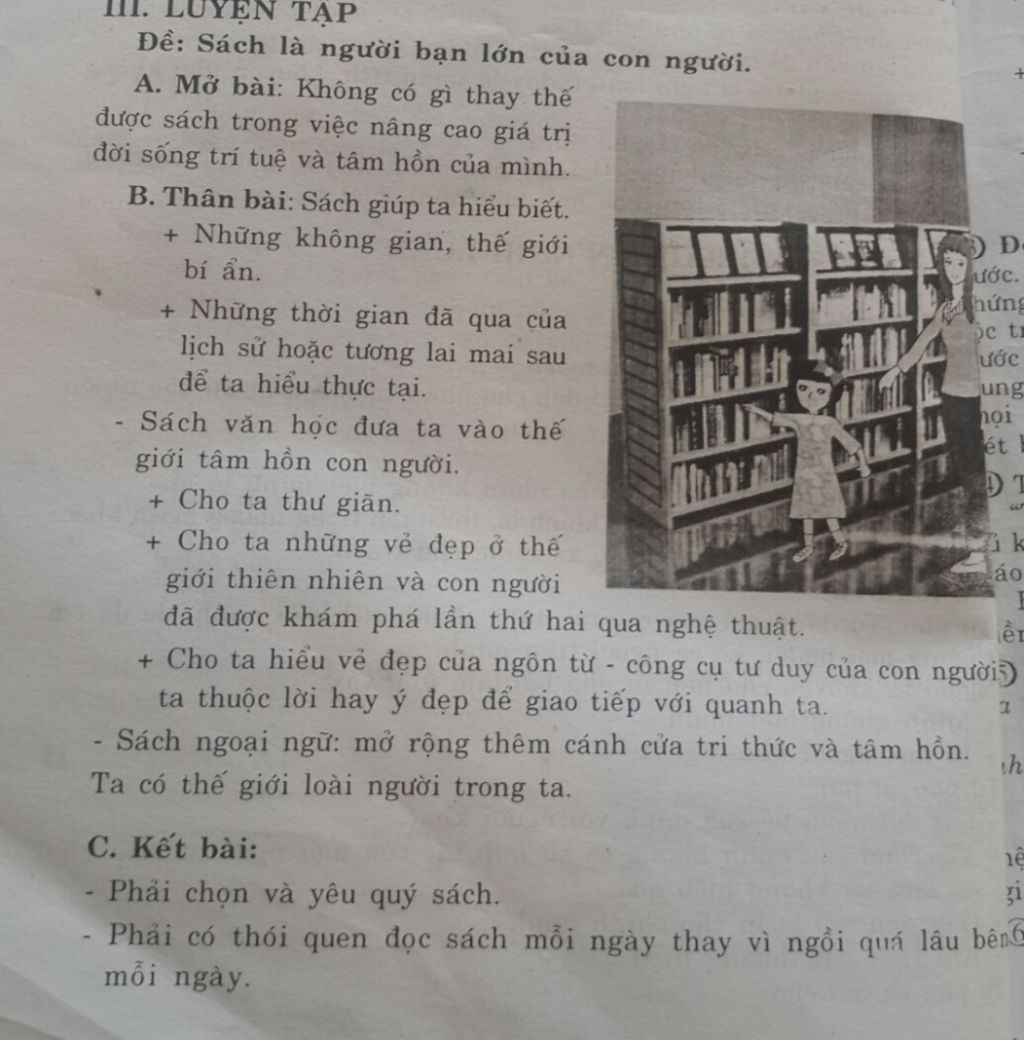 III. LUYỆN TẬP
Đề: Sách là người bạn lớn của con người.
A. Mở bài: Không có gì thay thế
được sách trong việc nâng cao giá trị
đời sống trí tuệ và tâm hồn của mình.
B. Thân bài: Sách giúp ta hiểu biết.
+ Những không gian, thế giới
bí ẩn.
+ Những thời gian đã qua của
lịch sử hoặc tương lai mai sau
để ta hiểu thực tại.
- Sách văn học đưa ta vào thế
giới tâm hồn con người.
+ Cho ta thư giãn.
+ Cho ta những vẻ đẹp ở thế
giới thiên nhiên và con người
đã được khám phá lần thứ hai qua nghệ thuật.
+ Cho ta hiểu vẻ đẹp của ngôn từ - công cụ tư duy của con người
ta thuộc lời hay ý đẹp để giao tiếp với quanh ta.
- Sách ngoại ngữ: mở rộng thêm cánh cửa tri thức và tâm hồn.
Ta có thế giới loài người trong ta.
C. Kết bài:
- Phải chọn và yêu quý sách.
- Phải có thói quen đọc sách mỗi ngày thay vì ngồi quá lâu bên
mỗi ngày.